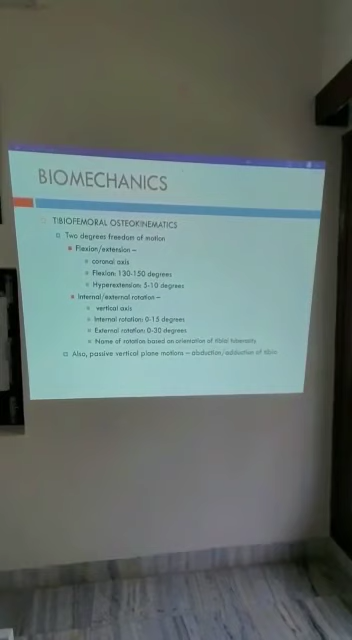 BIOMECHANICS
TIBIOFEMORAL OSTEOKINEMATICS
Two degrees freedom of motion
Flexion/extension –
coronal axis
Flexion: 130-150 degrees
Hyperextension: 5-10 degrees
Internal/external rotation –
vertical axis
Internal rotation: 0-15 degrees
External rotation: 0-30 degrees
Name of rotation based on orientation of tibial tuberosity
Also, passive vertical plane motions – abduction/adduction of tibia